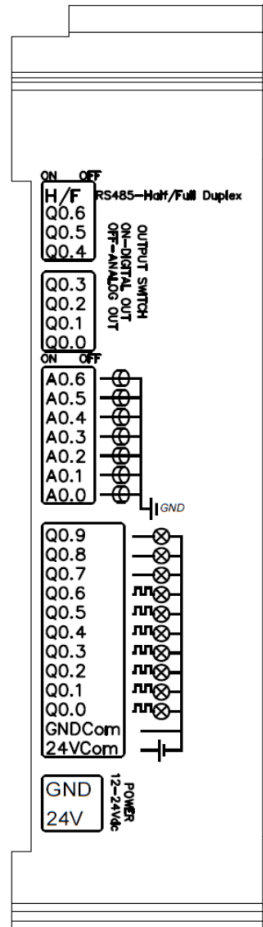 ON OFF
H/F RS485-Half/Full Duplex
Q0.6
Q0.5
Q0.4
OUTPUT SWITCH
ON-DIGITAL OUT
OFF-ANALOG OUT
Q0.3
Q0.2
Q0.1
Q0.0
ON OFF
A0.6
A0.5
A0.4
A0.3
A0.2
A0.1
A0.0
GND
Q0.9
Q0.8
Q0.7
Q0.6
Q0.5
Q0.4
Q0.3
Q0.2
Q0.1
Q0.0
GNDCom
24VCom
GND
24V
POWER
12-24Vdc